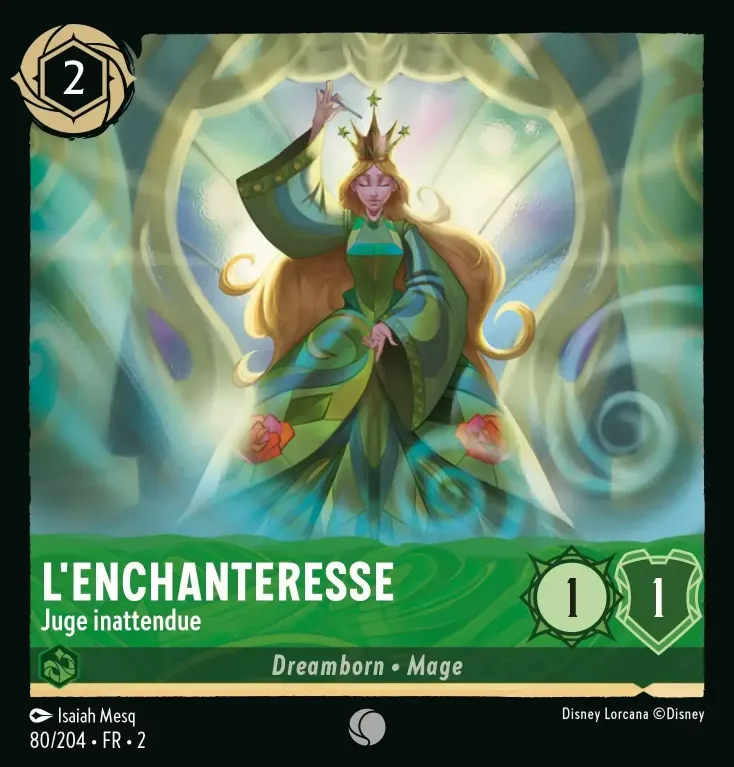 2
L'ENCHANTERESSE
Juge inattendue
1
1
Dreamborn • Mage
Isaiah Mesq
Disney Lorcana ©Disney
80/204 • FR • 2